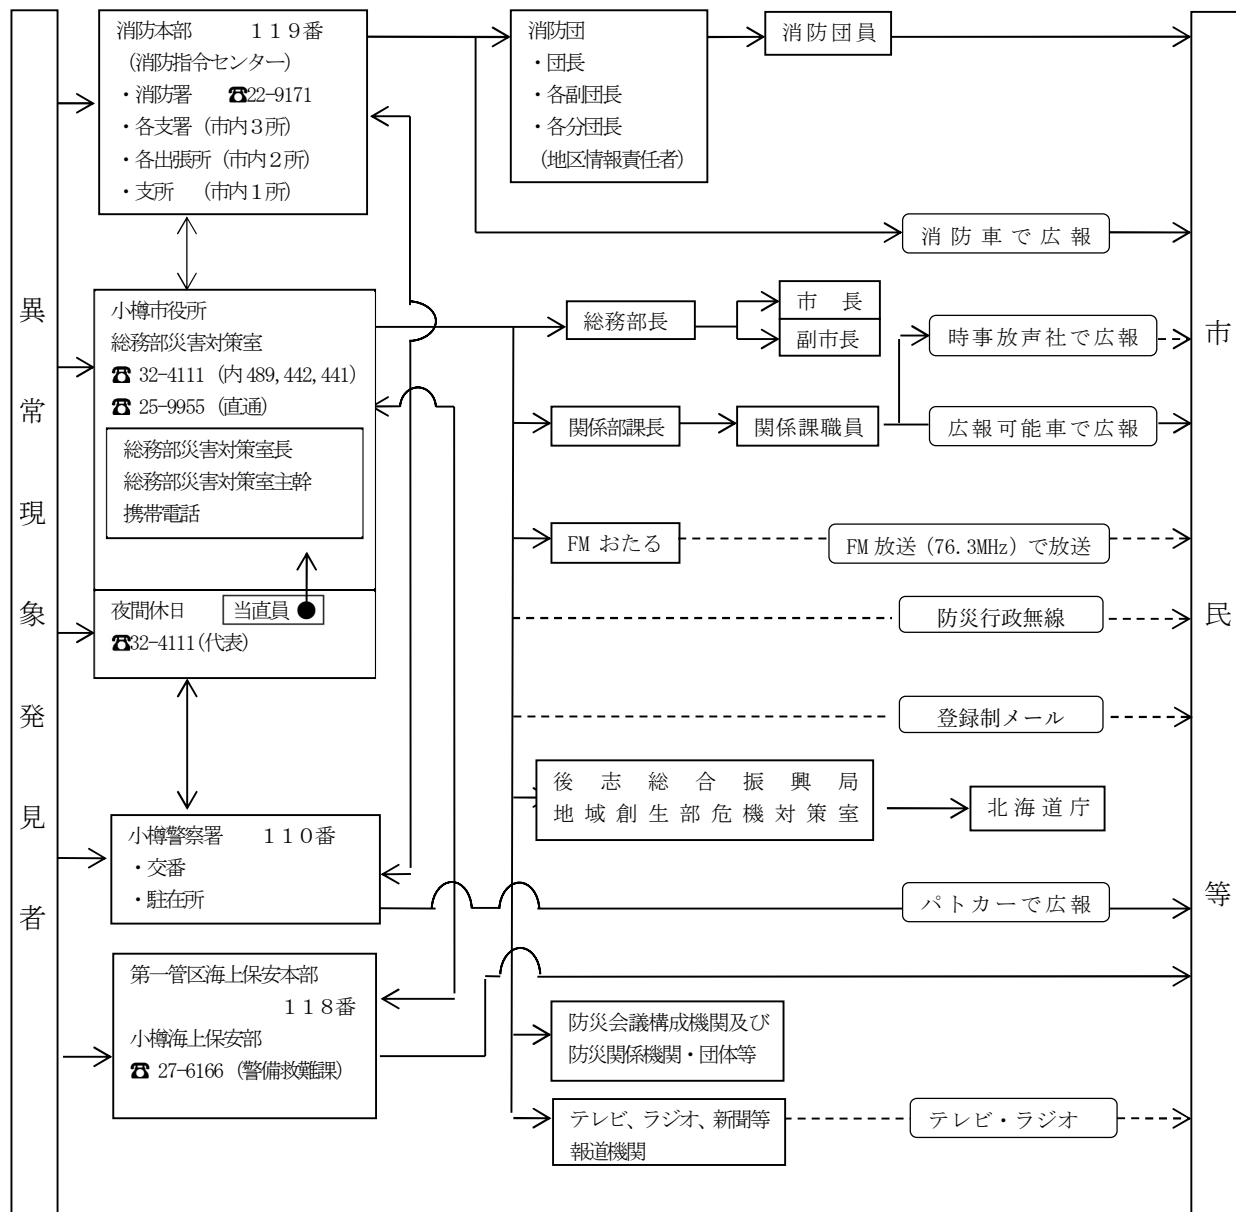 異常現象発見者
消防本部　　１１９番
（消防指令センター）
・消防署　☎22-9171
・各支署（市内３所）
・各出張所（市内２所）
・支所　（市内１所）
小樽市役所
総務部災害対策室
☎ 32-4111（内489,442,441）
☎ 25-9955（直通）
総務部災害対策室長
総務部災害対策室主幹
携帯電話
夜間休日　当直員
☎32-4111(代表)
小樽警察署　　１１０番
・交番
・駐在所
第一管区海上保安本部
１１８番
小樽海上保安部
☎ 27-6166（警備救難課）
消防団
・団長
・各副団長
・各分団長
（地区情報責任者）
消防団員
消防車で広報
総務部長
市　長
副市長
関係部課長
関係課職員
時事放声社で広報
広報可能車で広報
FM おたる
FM 放送（76.3MHz）で放送
防災行政無線
登録制メール
後志総合振興局
地域創生部危機対策室
北海道庁
パトカーで広報
防災会議構成機関及び
防災関係機関・団体等
テレビ、ラジオ、新聞等
報道機関
テレビ・ラジオ
市民等